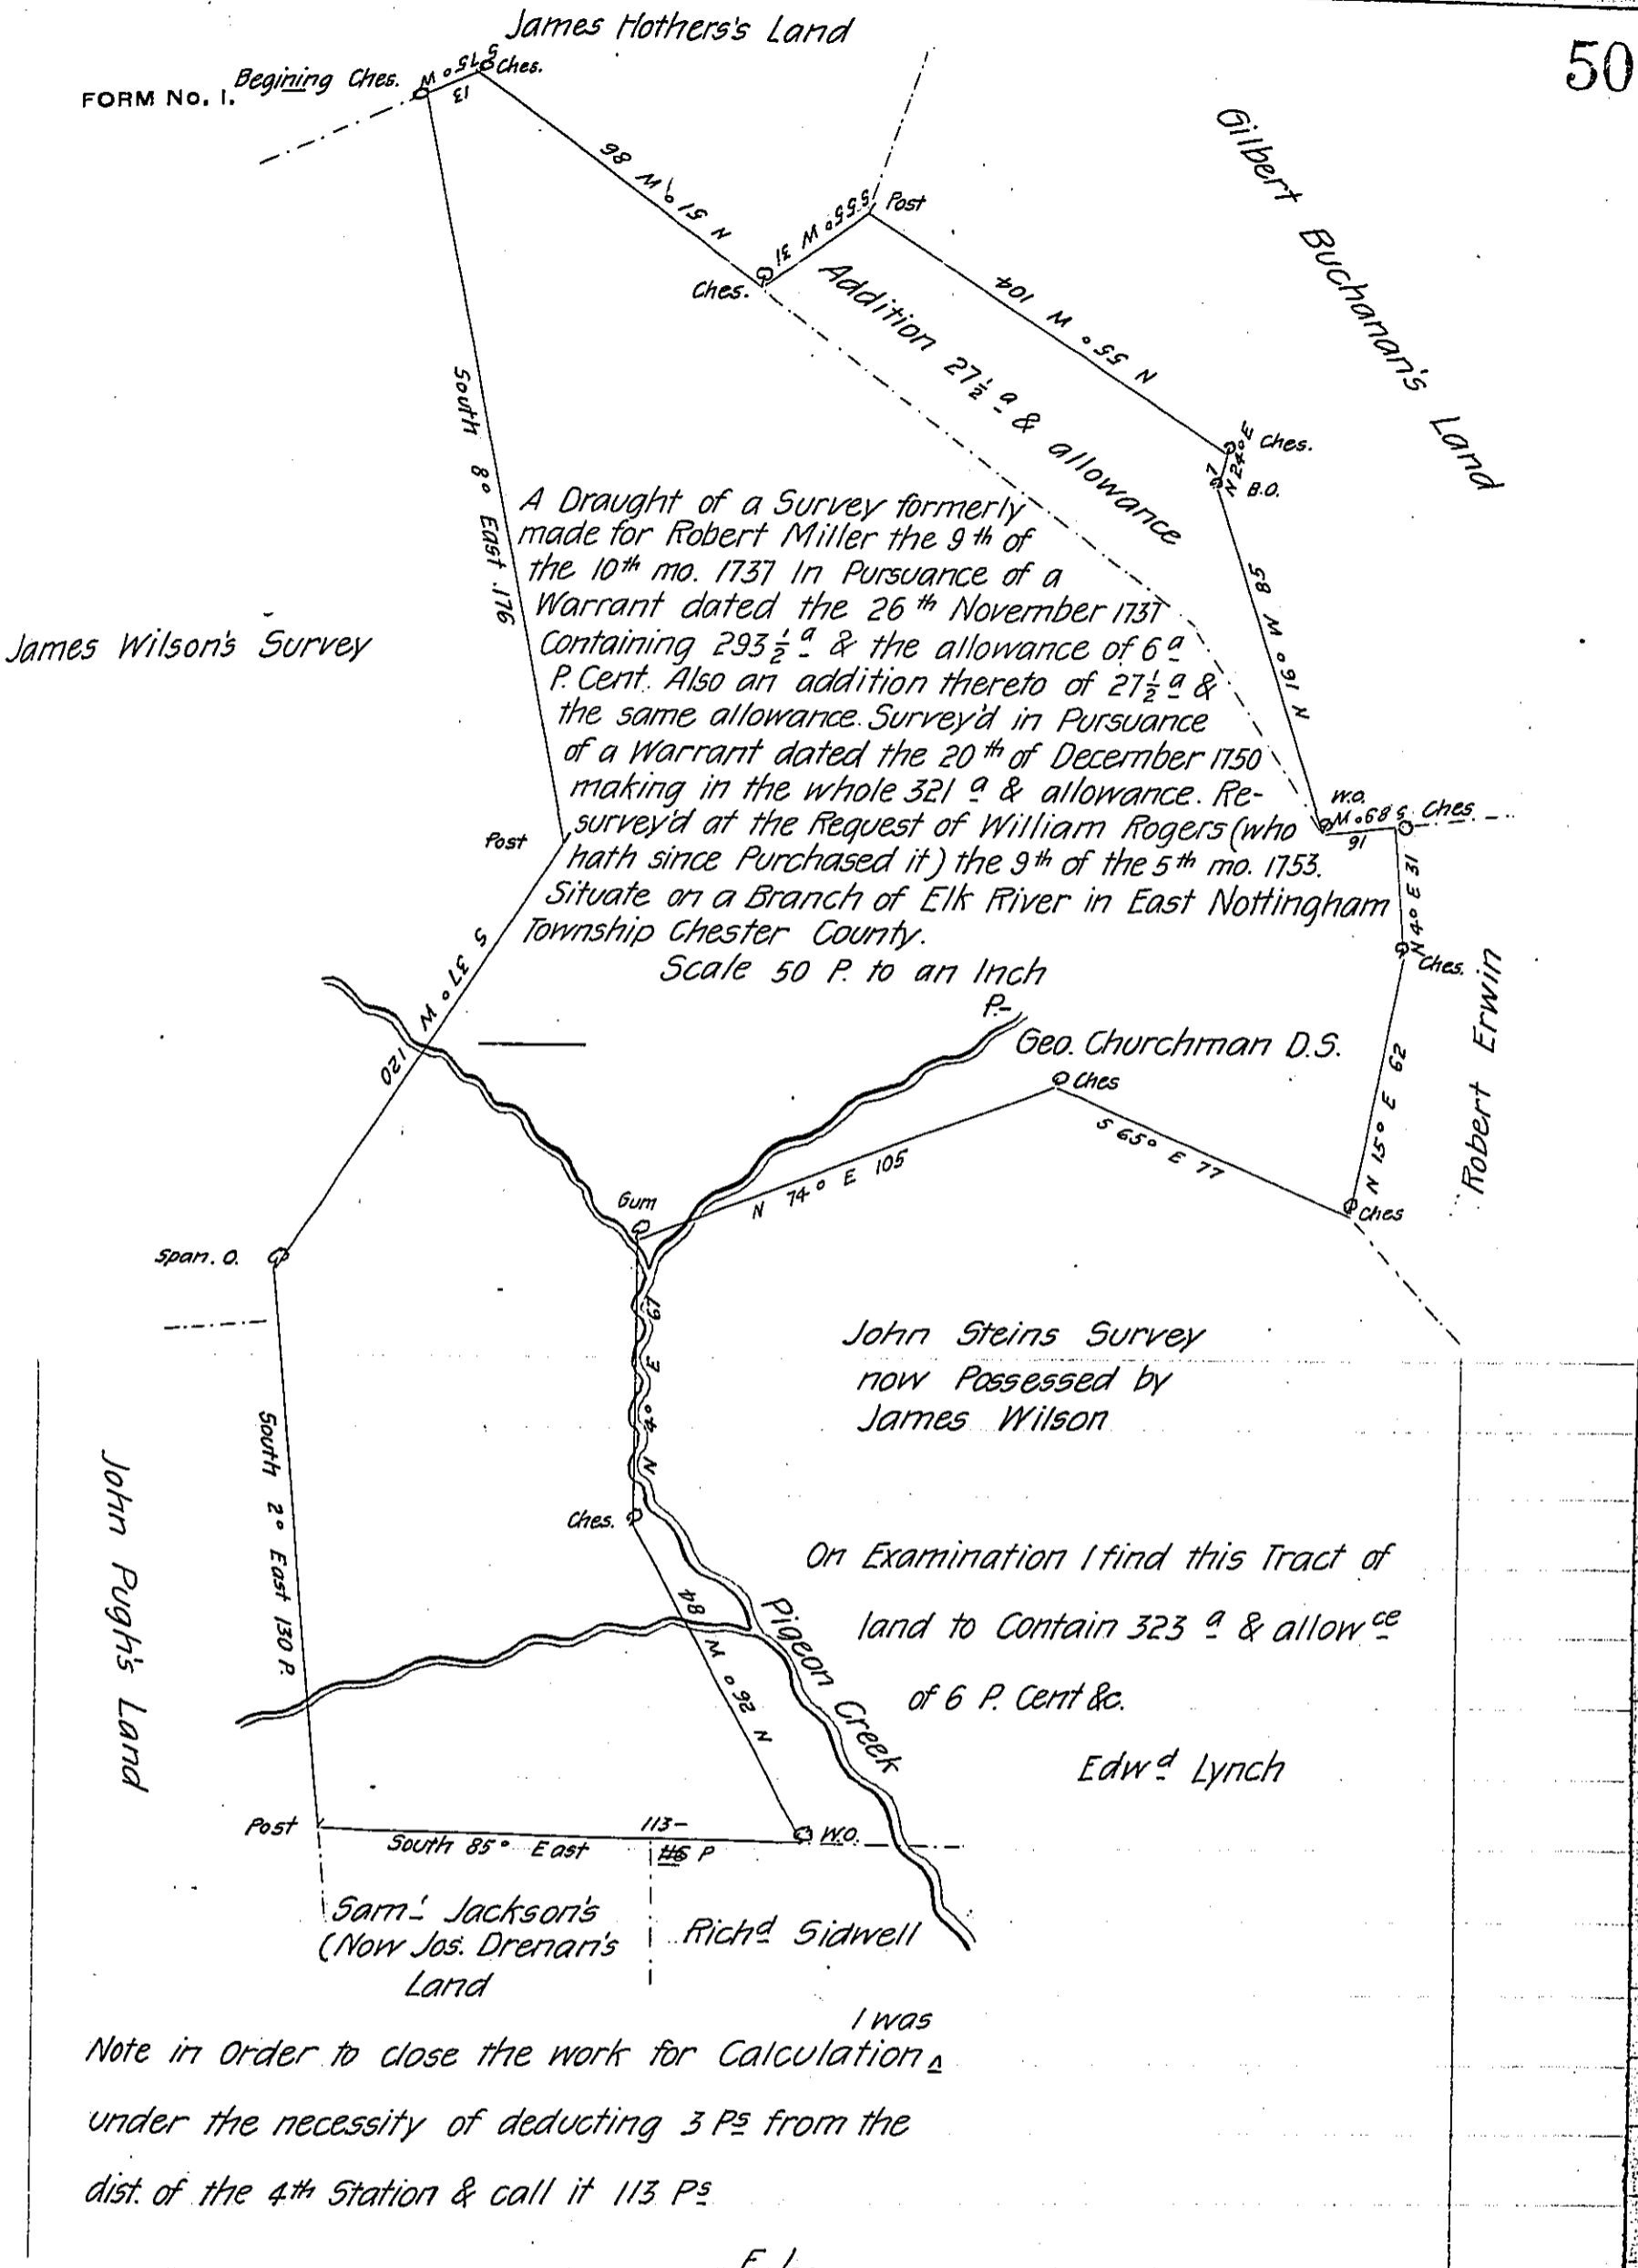 James Hothers's Land
50
FORM No. 1.
Begining Ches.
S 75° W
13
Ches.
N 51° W 86
Ches.
S 55° W 31
Post
Gilbert Buchanan's Land
N 55° W 104
Addition 27½ a & allowance
Ches.
N 24° E 7
B.O.
N 16° W 85
South 8° East 176
James Wilson's Survey
A Draught of a Survey formerly
made for Robert Miller the 9th of
the 10th mo. 1737 In Pursuance of a
Warrant dated the 26th November 1737
Containing 293½ a & the allowance of 6 a
P. Cent. Also an addition thereto of 27½ a &
the same allowance. Survey'd in Pursuance
of a Warrant dated the 20th of December 1750
making in the whole 321 a & allowance. Re-
survey'd at the Request of William Rogers (who
hath since Purchased it) the 9th of the 5th mo. 1753.
Situate on a Branch of Elk River in East Nottingham
Township Chester County.
Scale 50 P. to an Inch
P-
Geo. Churchman D.S.
W.O.
S 89° W
16
Ches.
N 4° E 31
Ches.
Robert Erwin
N 15° E 62
Ches
S 65° E 77
Ches
N 74° E 105
Gum
Post
S 37° W 120
Span. O.
N 4° E 67
Ches.
John Steins Survey
now Possessed by
James Wilson
South 2° East 130 P.
John Pugh's Land
On Examination I find this Tract of
land to Contain 323 a & allowce
of 6 P. Cent &c.
Edwd Lynch
N 26° W 84
Pigeon Creek
Post
113-
South 85° East
116 P
W.O.
Saml Jackson's
(Now Jos. Drenan's
Land
Richd Sidwell
I was
Note in Order to close the work for Calculation ^
under the necessity of deducting 3 Ps from the
dist. of the 4th Station & call it 113 Ps
E L